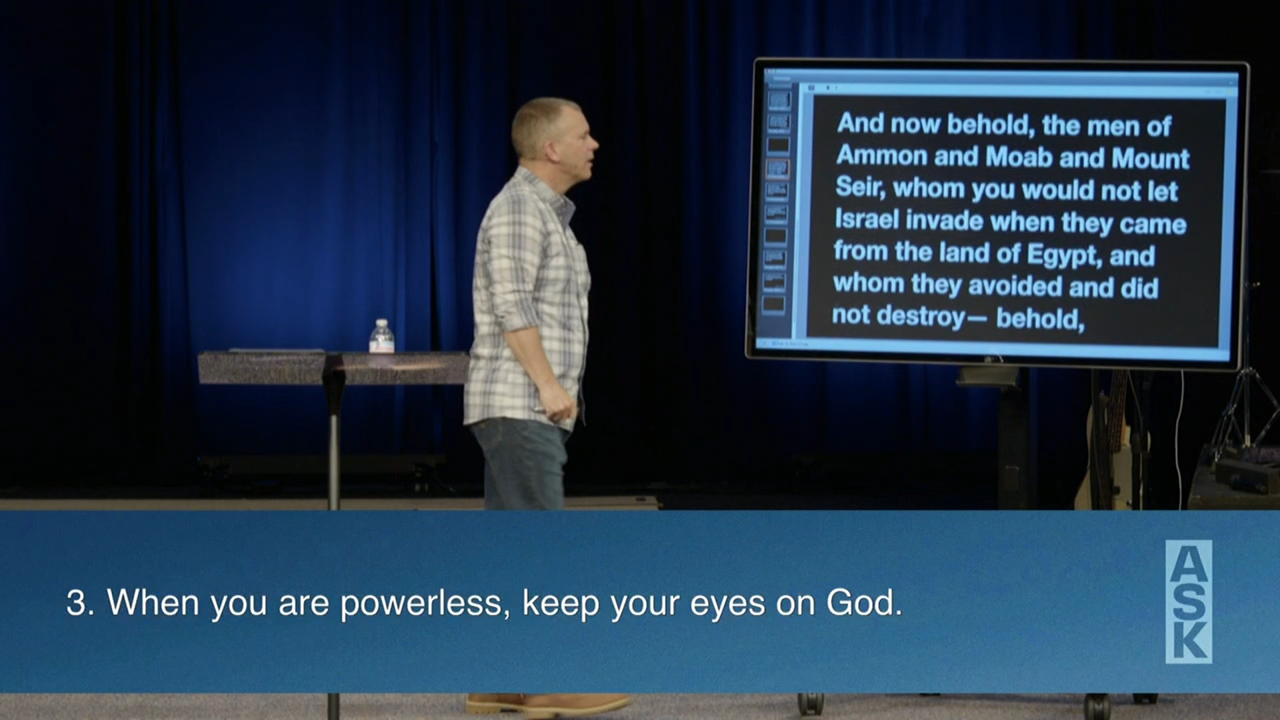 And now behold, the men of
Ammon and Moab and Mount
Seir, whom you would not let
Israel invade when they came
from the land of Egypt, and
whom they avoided and did
not destroy— behold,
3. When you are powerless, keep your eyes on God.
ASK